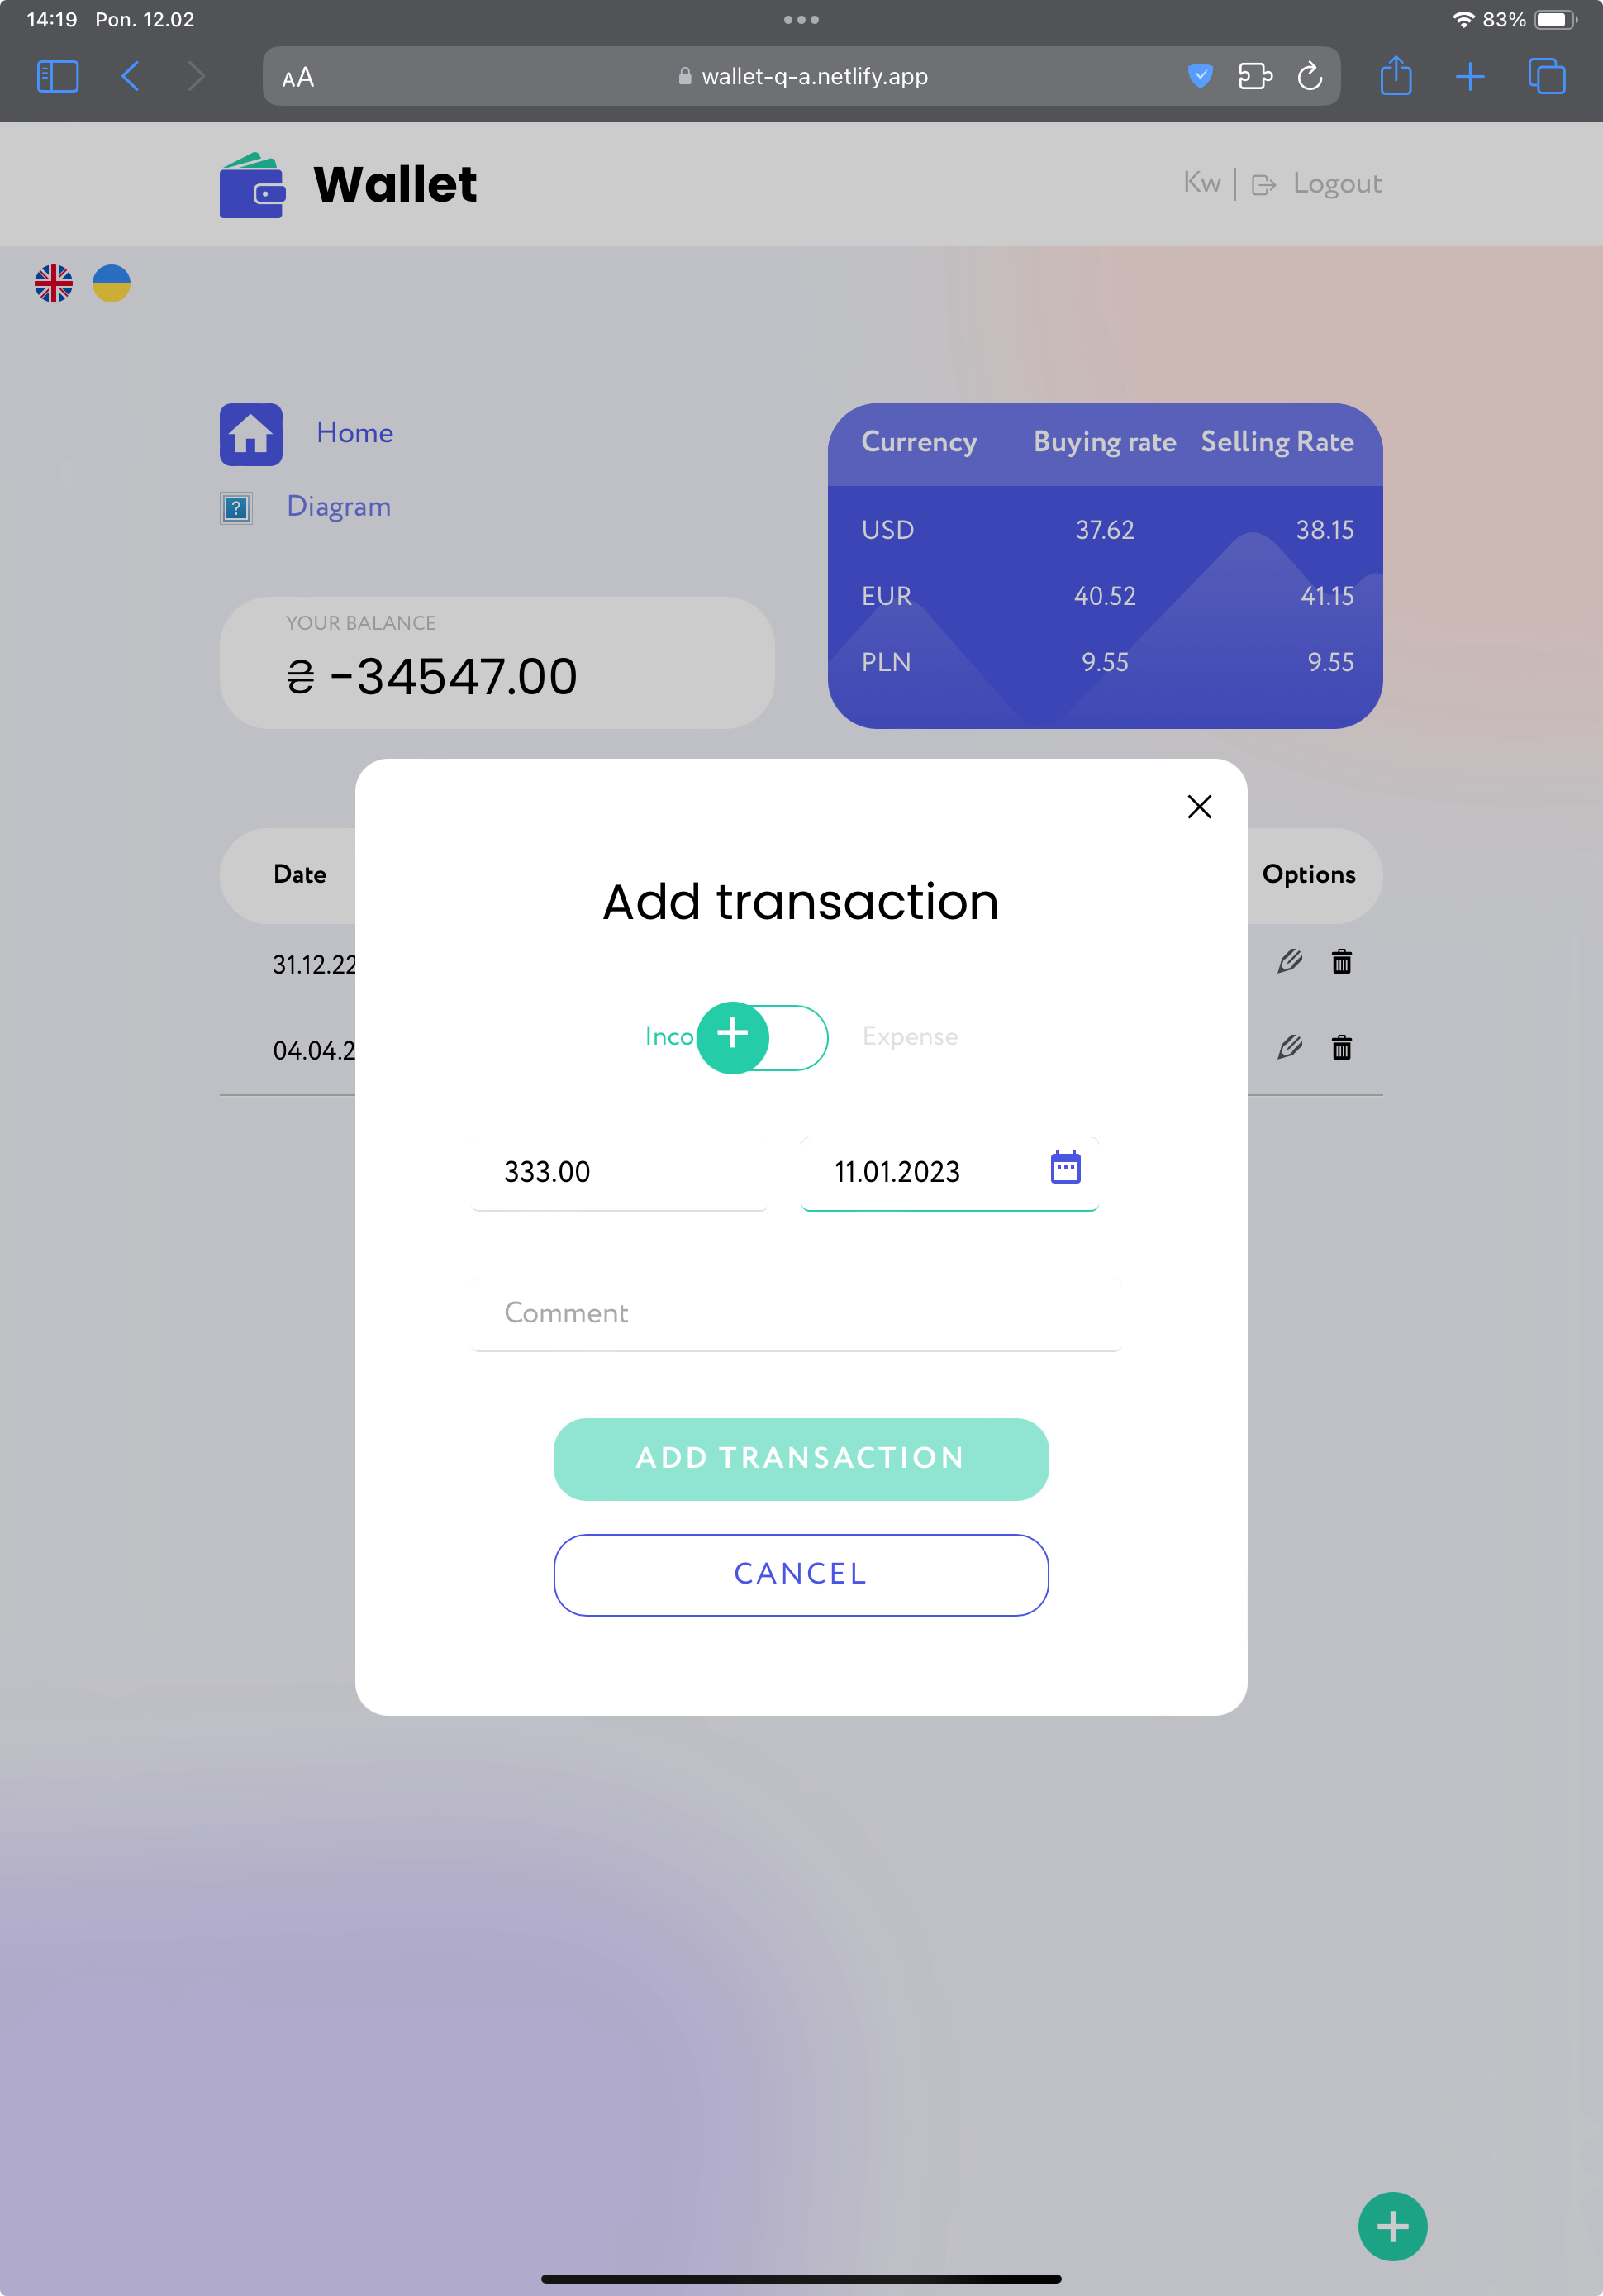 14:19 Pon. 12.02
83%
AA
wallet-q-a.netlify.app
Wallet
Kw
Logout
Home
Diagram
Currency Buying rate Selling Rate
USD 37.62 38.15
EUR 40.52 41.15
PLN 9.55 9.55
YOUR BALANCE
₴ -34547.00
Date
Options
31.12.22
04.04.2
Add transaction
Inco
Expense
333.00
11.01.2023
Comment
ADD TRANSACTION
CANCEL